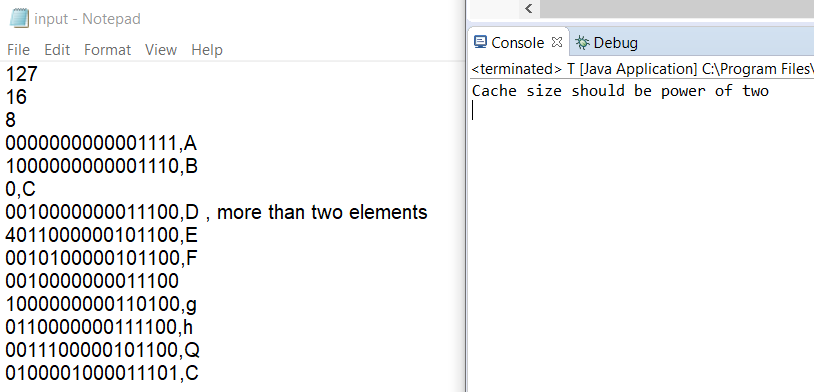 input - Notepad
File Edit Format View Help
127
16
8
0000000000001111,A
1000000000001110,B
0,C
0010000000011100,D , more than two elements
4011000000101100,E
0010100000101100,F
0010000000011100
1000000000110100,g
0110000000111100,h
0011100000101100,Q
0100001000011101,C
Console Debug
<terminated> T [Java Application] C:\Program Files\
Cache size should be power of two